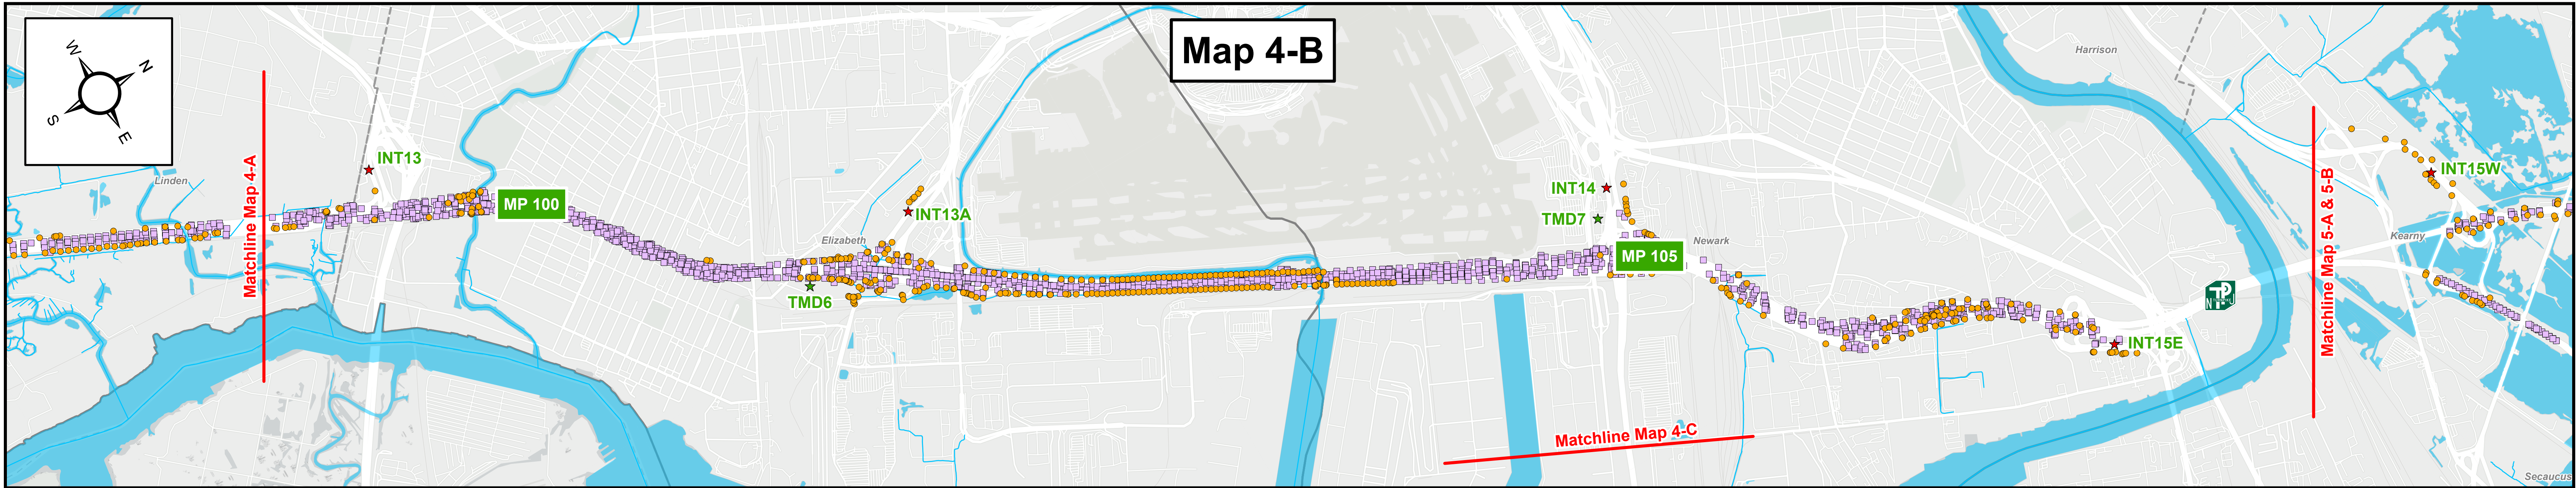 Map 4-B
W
N
S
E
Harrison
Matchline Map 4-A
INT13
Linden
MP 100
INT13A
Elizabeth
TMD6
INT14
TMD7
Newark
MP 105
INT15W
Kearny
Matchline Map 5-A & 5-B
INT15E
Matchline Map 4-C
Secaucus